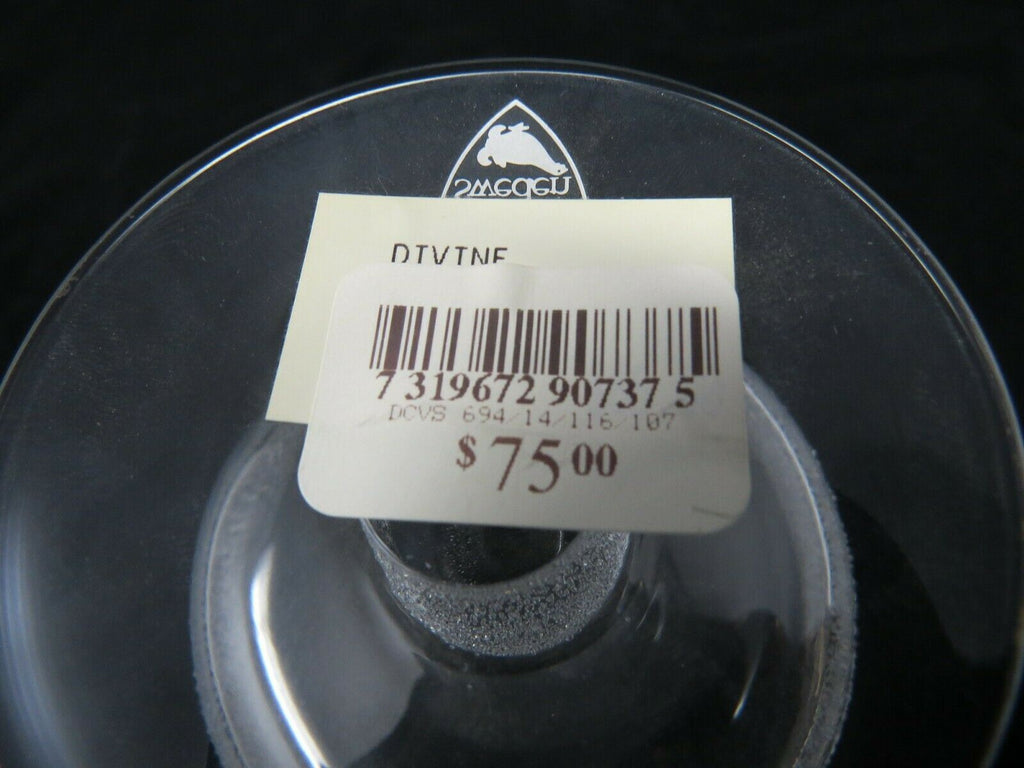 Sweden
DIVINE
7 319672 90737 5
DCVS 694/14/116/107
$75.00